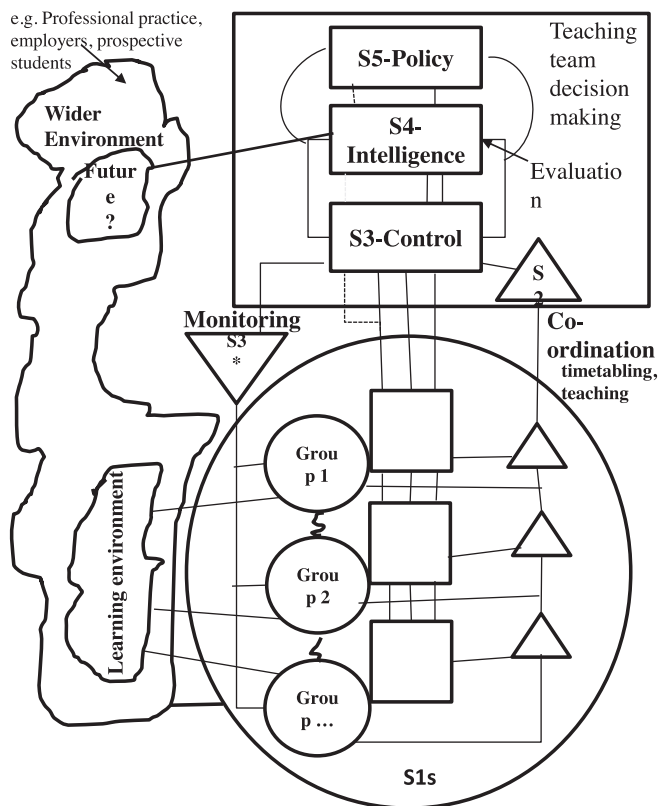 e.g. Professional practice,
employers, prospective
students
Wider
Environment
Futur
e
?
S5-Policy
S4-
Intelligence
S3-Control
Teaching
team
decision
making
Evaluatio
n
S
2
Monitoring
S3
*
Co-
ordination
timetabling,
teaching
Learning environment
Grou
p 1
Grou
p 2
Grou
p ...
S1s